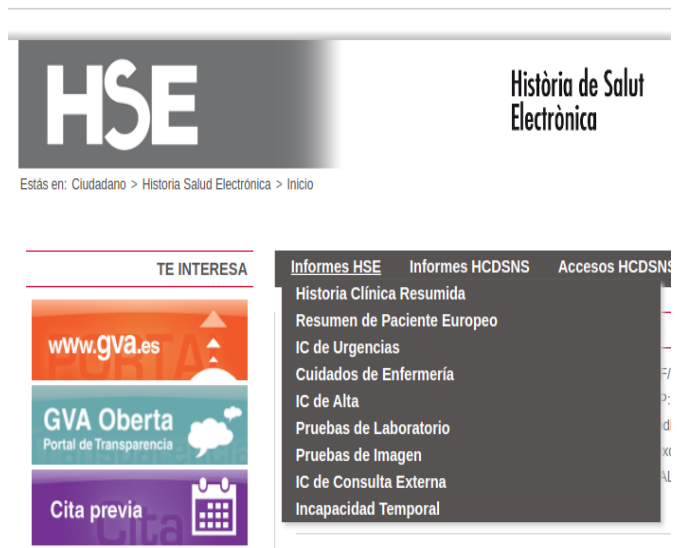 HSE
Història de Salut
Electrònica
Estás en: Ciudadano > Historia Salud Electrónica > Inicio
TE INTERESA
Informes HSE Informes HCDSNS Accesos HCDSNS
Historia Clínica Resumida
Resumen de Paciente Europeo
IC de Urgencias
Cuidados de Enfermería
IC de Alta
Pruebas de Laboratorio
Pruebas de Imagen
IC de Consulta Externa
Incapacidad Temporal
PORTA
www.gva.es
GVA Oberta
Portal de Transparencia
Transparencia
Cita previa
Cita